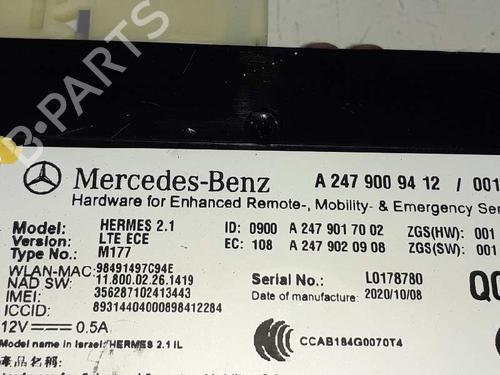 B-PARTS
Mercedes-Benz A 247 900 94 12 / 001
Hardware for Enhanced Remote-, Mobility- & Emergency Ser
Model: HERMES 2.1 ID: 0900 A 247 901 70 02 ZGS(HW): 001
Version: LTE ECE EC: 108 A 247 902 09 08 ZGS(SW): 001
Type No.: M177
WLAN-MAC: 98491497C94E
NAD SW: 11.800.02.26.1419
IMEI: 356287102413443
ICCID: 89314404000898412284
Serial No.: L0178780
Date of manufacture: 2020/10/08
12V 0.5A
CCAB184G0070T4
Model name in Israel: HERMES 2.1 IL
產品名稱: